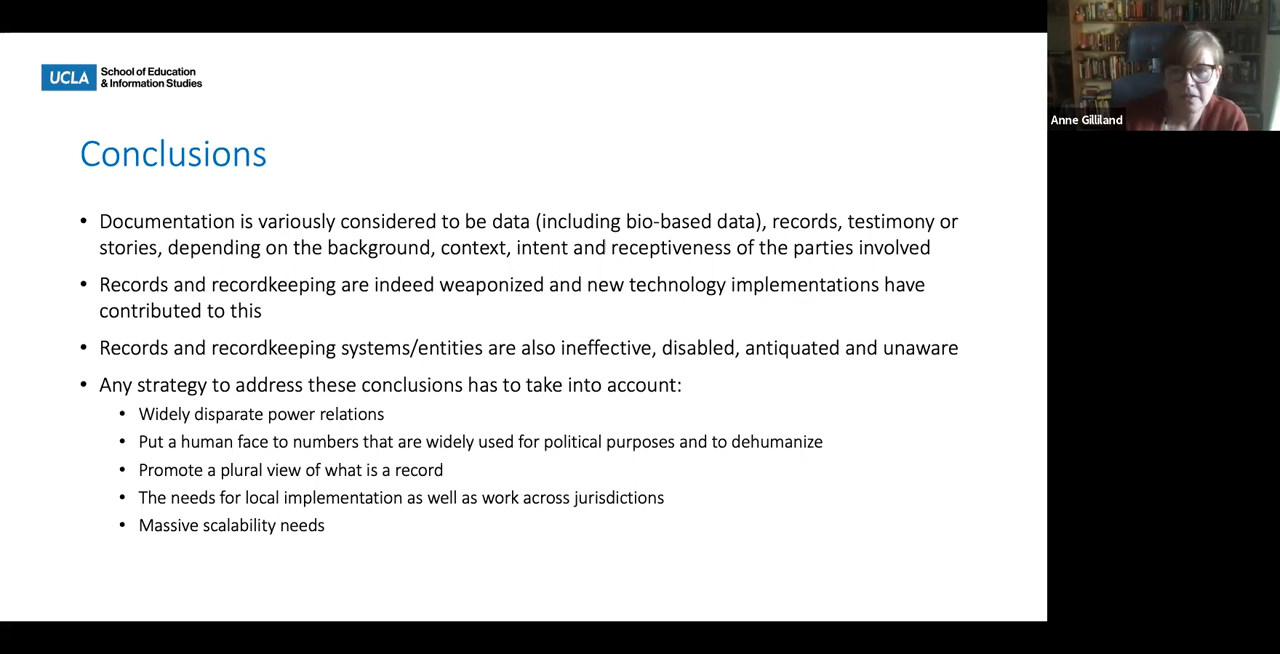 UCLA School of Education
& Information Studies
Conclusions
• Documentation is variously considered to be data (including bio-based data), records, testimony or
stories, depending on the background, context, intent and receptiveness of the parties involved
• Records and recordkeeping are indeed weaponized and new technology implementations have
contributed to this
• Records and recordkeeping systems/entities are also ineffective, disabled, antiquated and unaware
• Any strategy to address these conclusions has to take into account:
• Widely disparate power relations
• Put a human face to numbers that are widely used for political purposes and to dehumanize
• Promote a plural view of what is a record
• The needs for local implementation as well as work across jurisdictions
• Massive scalability needs
Anne Gilliland